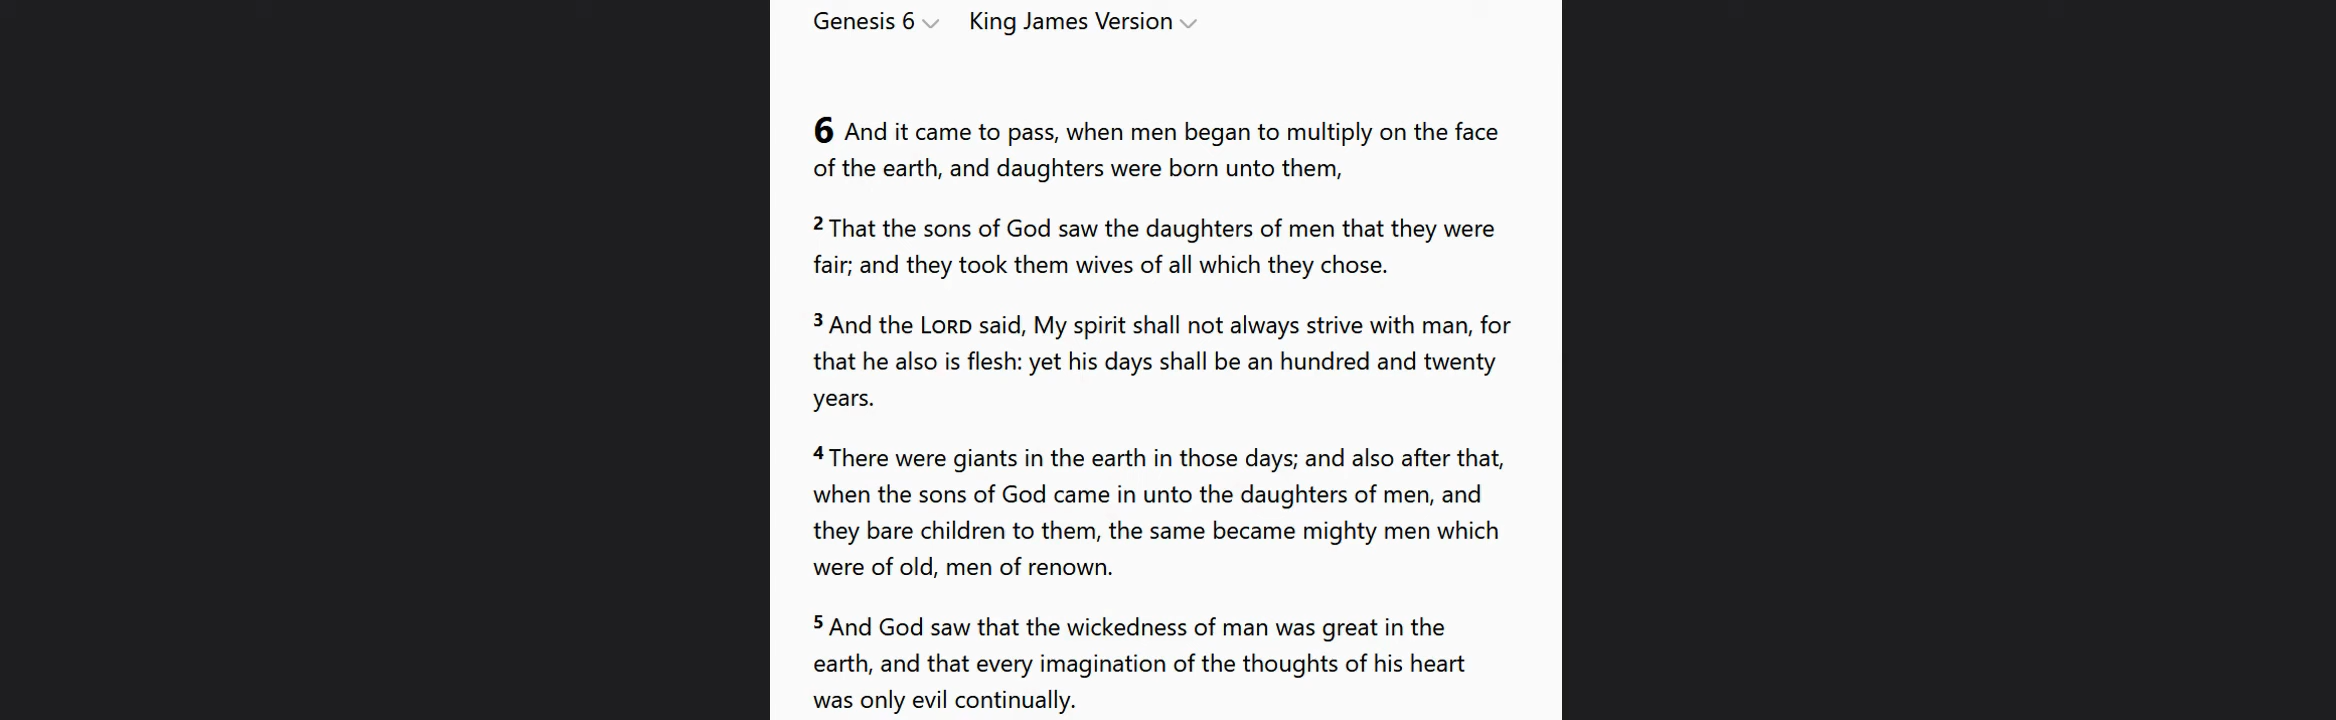 Genesis 6 King James Version
6 And it came to pass, when men began to multiply on the face
of the earth, and daughters were born unto them,
2 That the sons of God saw the daughters of men that they were
fair; and they took them wives of all which they chose.
3 And the LORD said, My spirit shall not always strive with man, for
that he also is flesh: yet his days shall be an hundred and twenty
years.
4 There were giants in the earth in those days; and also after that,
when the sons of God came in unto the daughters of men, and
they bare children to them, the same became mighty men which
were of old, men of renown.
5 And God saw that the wickedness of man was great in the
earth, and that every imagination of the thoughts of his heart
was only evil continually.